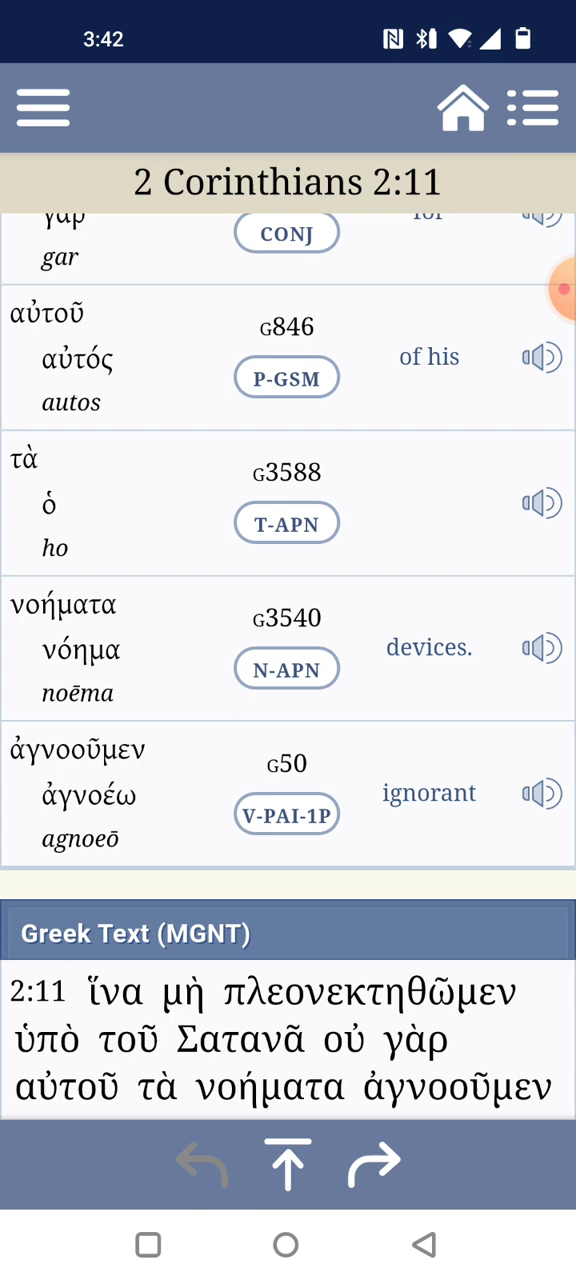 3:42
2 Corinthians 2:11
γάρ
gar
CONJ
for
αὐτοῦ
αὐτός
autos
G846
P-GSM
of his
τὰ
ὁ
ho
G3588
T-APN
νοήματα
νόημα
noēma
G3540
N-APN
devices.
ἀγνοοῦμεν
ἀγνοέω
agnoeō
G50
V-PAI-1P
ignorant
Greek Text (MGNT)
2:11 ἵνα μὴ πλεονεκτηθῶμεν
ὑπὸ τοῦ Σατανᾶ οὐ γὰρ
αὐτοῦ τὰ νοήματα ἀγνοοῦμεν